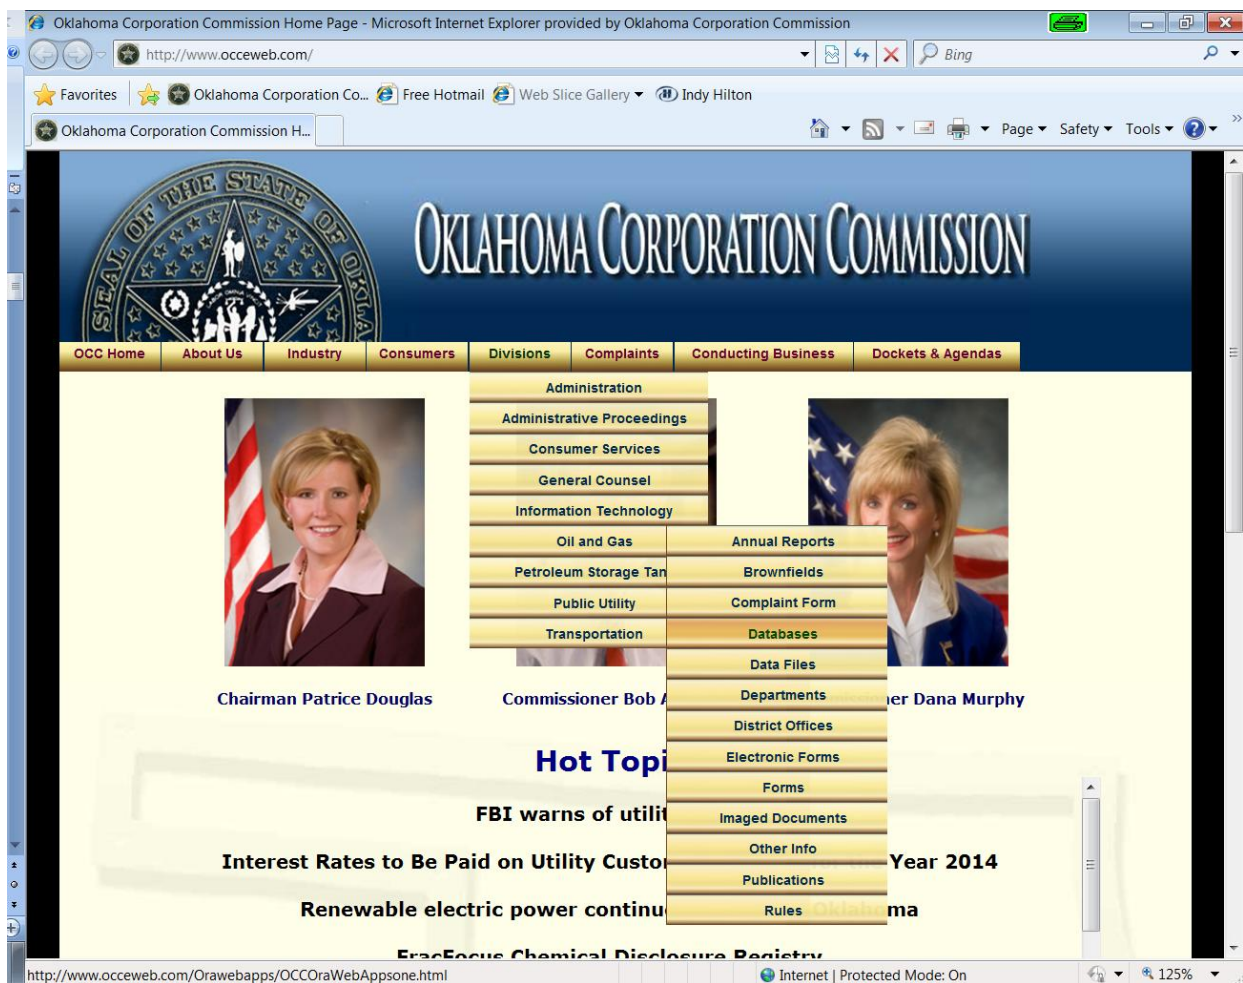 Oklahoma Corporation Commission Home Page - Microsoft Internet Explorer provided by Oklahoma Corporation Commission
http://www.occeweb.com/
Bing
Favorites
Oklahoma Corporation Co...
Free Hotmail
Web Slice Gallery
Indy Hilton
Oklahoma Corporation Commission H...
Page
Safety
Tools
SEAL OF THE STATE OF OKLA
OKLAHOMA CORPORATION COMMISSION
OCC Home
About Us
Industry
Consumers
Divisions
Complaints
Conducting Business
Dockets & Agendas
Administration
Administrative Proceedings
Consumer Services
General Counsel
Information Technology
Oil and Gas
Petroleum Storage Tan
Public Utility
Transportation
Annual Reports
Brownfields
Complaint Form
Databases
Data Files
Departments
District Offices
Electronic Forms
Forms
Imaged Documents
Other Info
Publications
Rules
Chairman Patrice Douglas
Commissioner Bob A
er Dana Murphy
Hot Topi
FBI warns of utilit
Interest Rates to Be Paid on Utility Custo the Year 2014
Renewable electric power continu Oklahoma
FracFocus Chemical Disclosure Registry
http://www.occeweb.com/Orawebapps/OCCOraWebAppsone.html
Internet | Protected Mode: On
125%